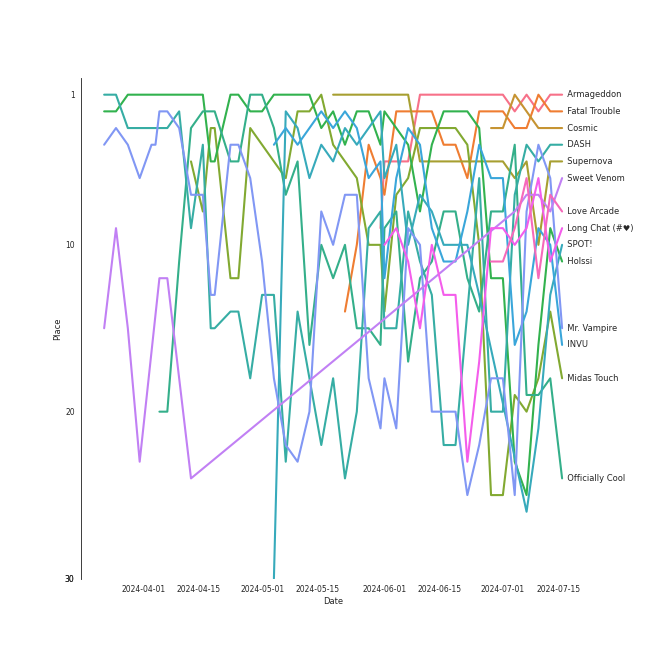 1
Armageddon
Fatal Trouble
Cosmic
DASH
Supernova
Sweet Venom
Love Arcade
Long Chat (#♥)
10
SPOT!
Holssi
Place
Mr. Vampire
INVU
Midas Touch
20
Officially Cool
30
2024-04-01
2024-04-15
2024-05-01
2024-05-15
2024-06-01
2024-06-15
2024-07-01
2024-07-15
Date